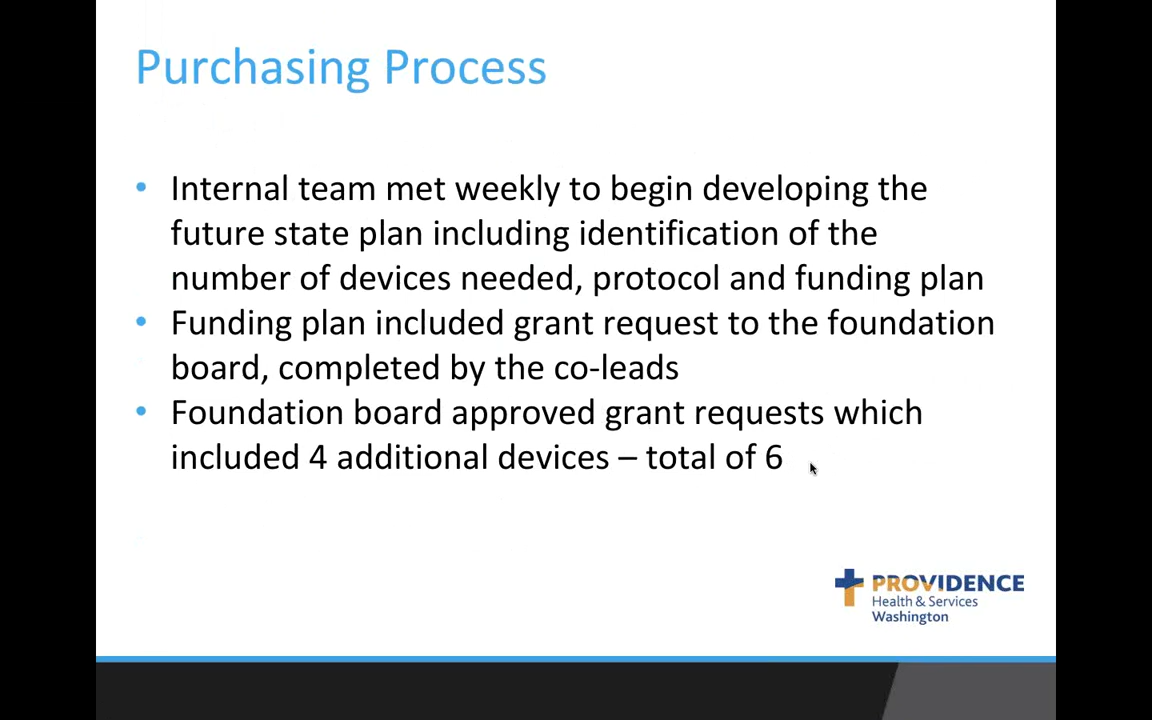 Purchasing Process
• Internal team met weekly to begin developing the
future state plan including identification of the
number of devices needed, protocol and funding plan
• Funding plan included grant request to the foundation
board, completed by the co-leads
• Foundation board approved grant requests which
included 4 additional devices – total of 6
PROVIDENCE
Health & Services
Washington